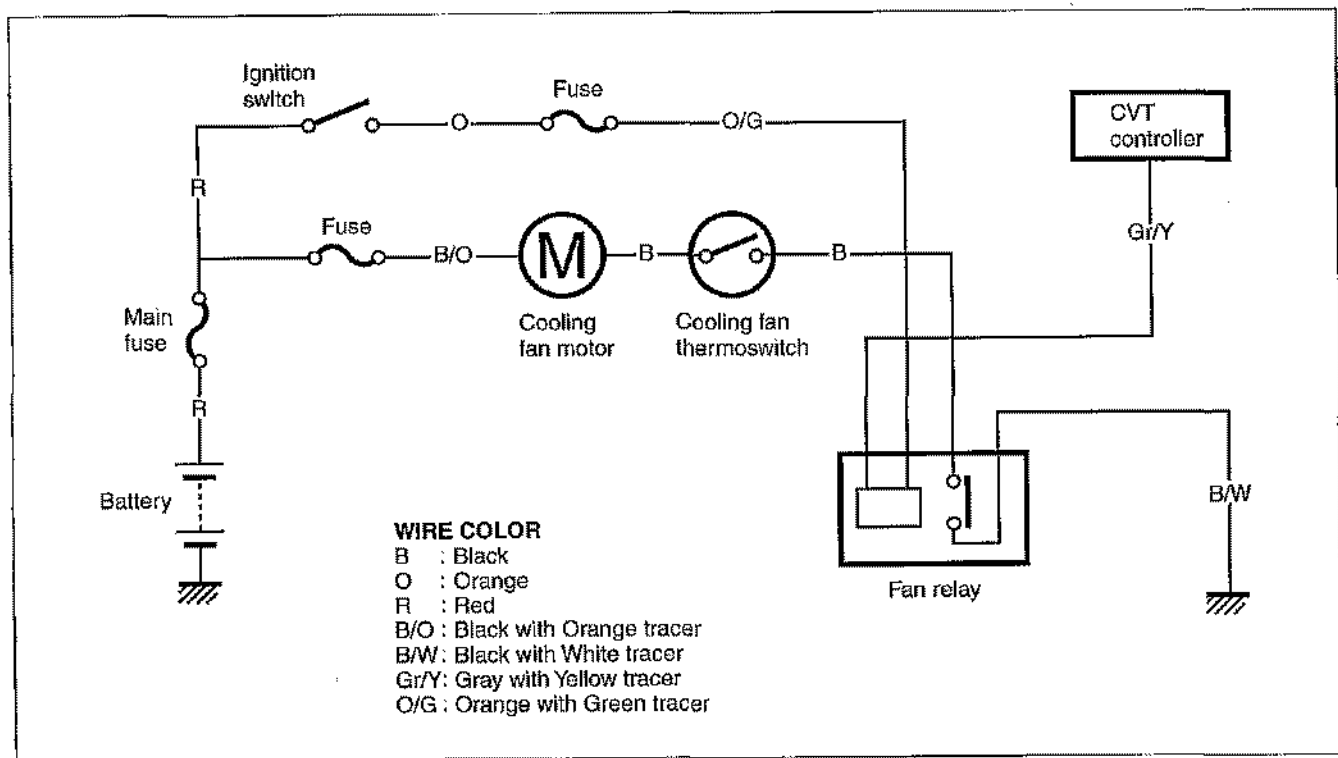 Ignition
switch
Fuse
O
O/G
CVT
controller
R
Fuse
B/O
M
B
B
Gr/Y
Main
fuse
Cooling
fan motor
Cooling fan
thermoswitch
R
Battery
B/W
Fan relay
WIRE COLOR
B : Black
O : Orange
R : Red
B/O : Black with Orange tracer
B/W : Black with White tracer
Gr/Y : Gray with Yellow tracer
O/G : Orange with Green tracer